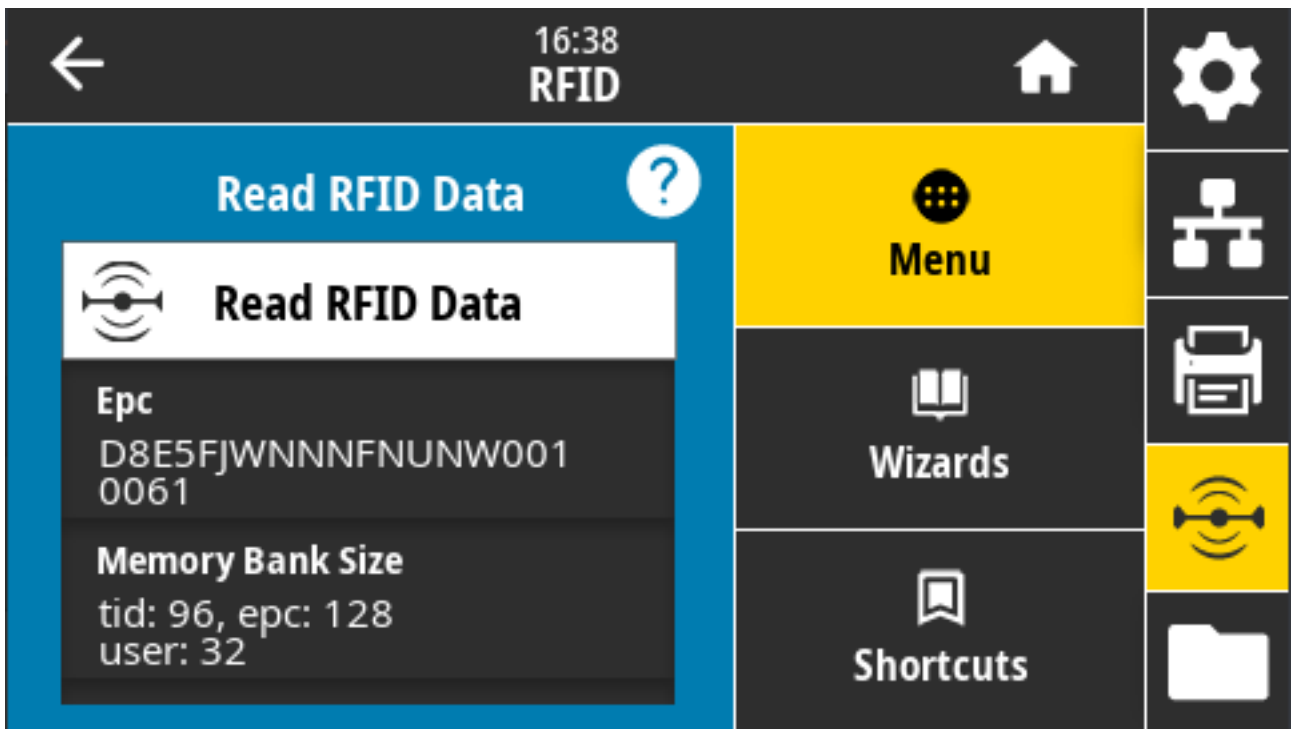 16:38
RFID
Read RFID Data
?
Read RFID Data
Epc
D8E5FJWNNNFNUNW001
0061
Memory Bank Size
tid: 96, epc: 128
user: 32
Menu
Wizards
Shortcuts